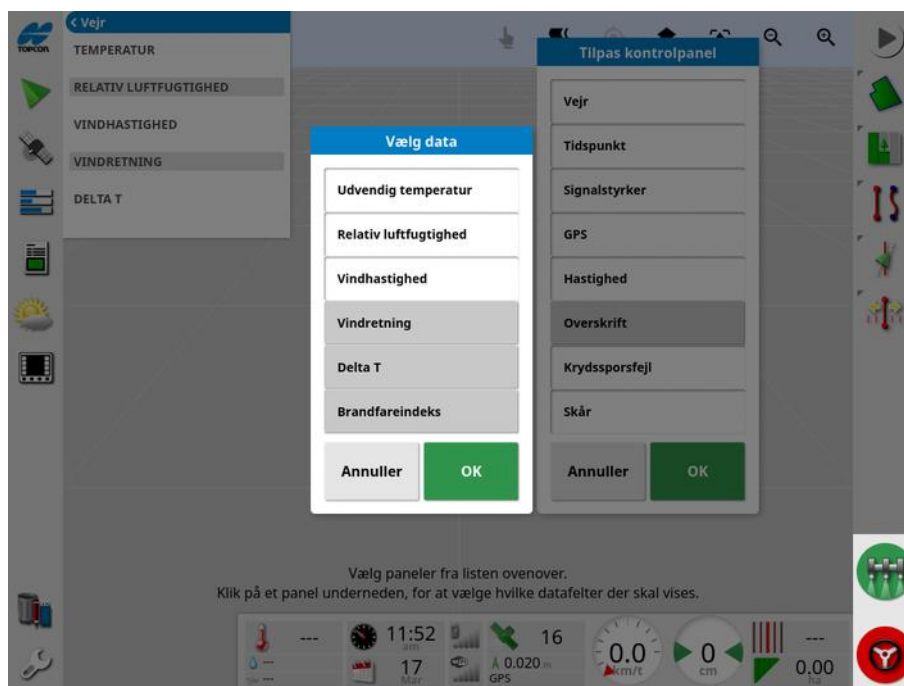 TOPCON
Vejr
TEMPERATUR
RELATIV LUFTFUGTIGHED
VINDHASTIGHED
VINDRETNING
DELTA T
Vælg data
Udvendig temperatur
Relativ luftfugtighed
Vindhastighed
Vindretning
Delta T
Brandfareindeks
Annuller
OK
Tilpas kontrolpanel
Vejr
Tidspunkt
Signalstyrker
GPS
Hastighed
Overskrift
Krydssporsfejl
Skår
Annuller
OK
Vælg paneler fra listen ovenover.
Klik på et panel underneden, for at vælge hvilke datafelter der skal vises.
---
---
---
11:52
am
17
Mar
16
0.020 m
GPS
0.0
km/t
0
cm
---
0.00
ha